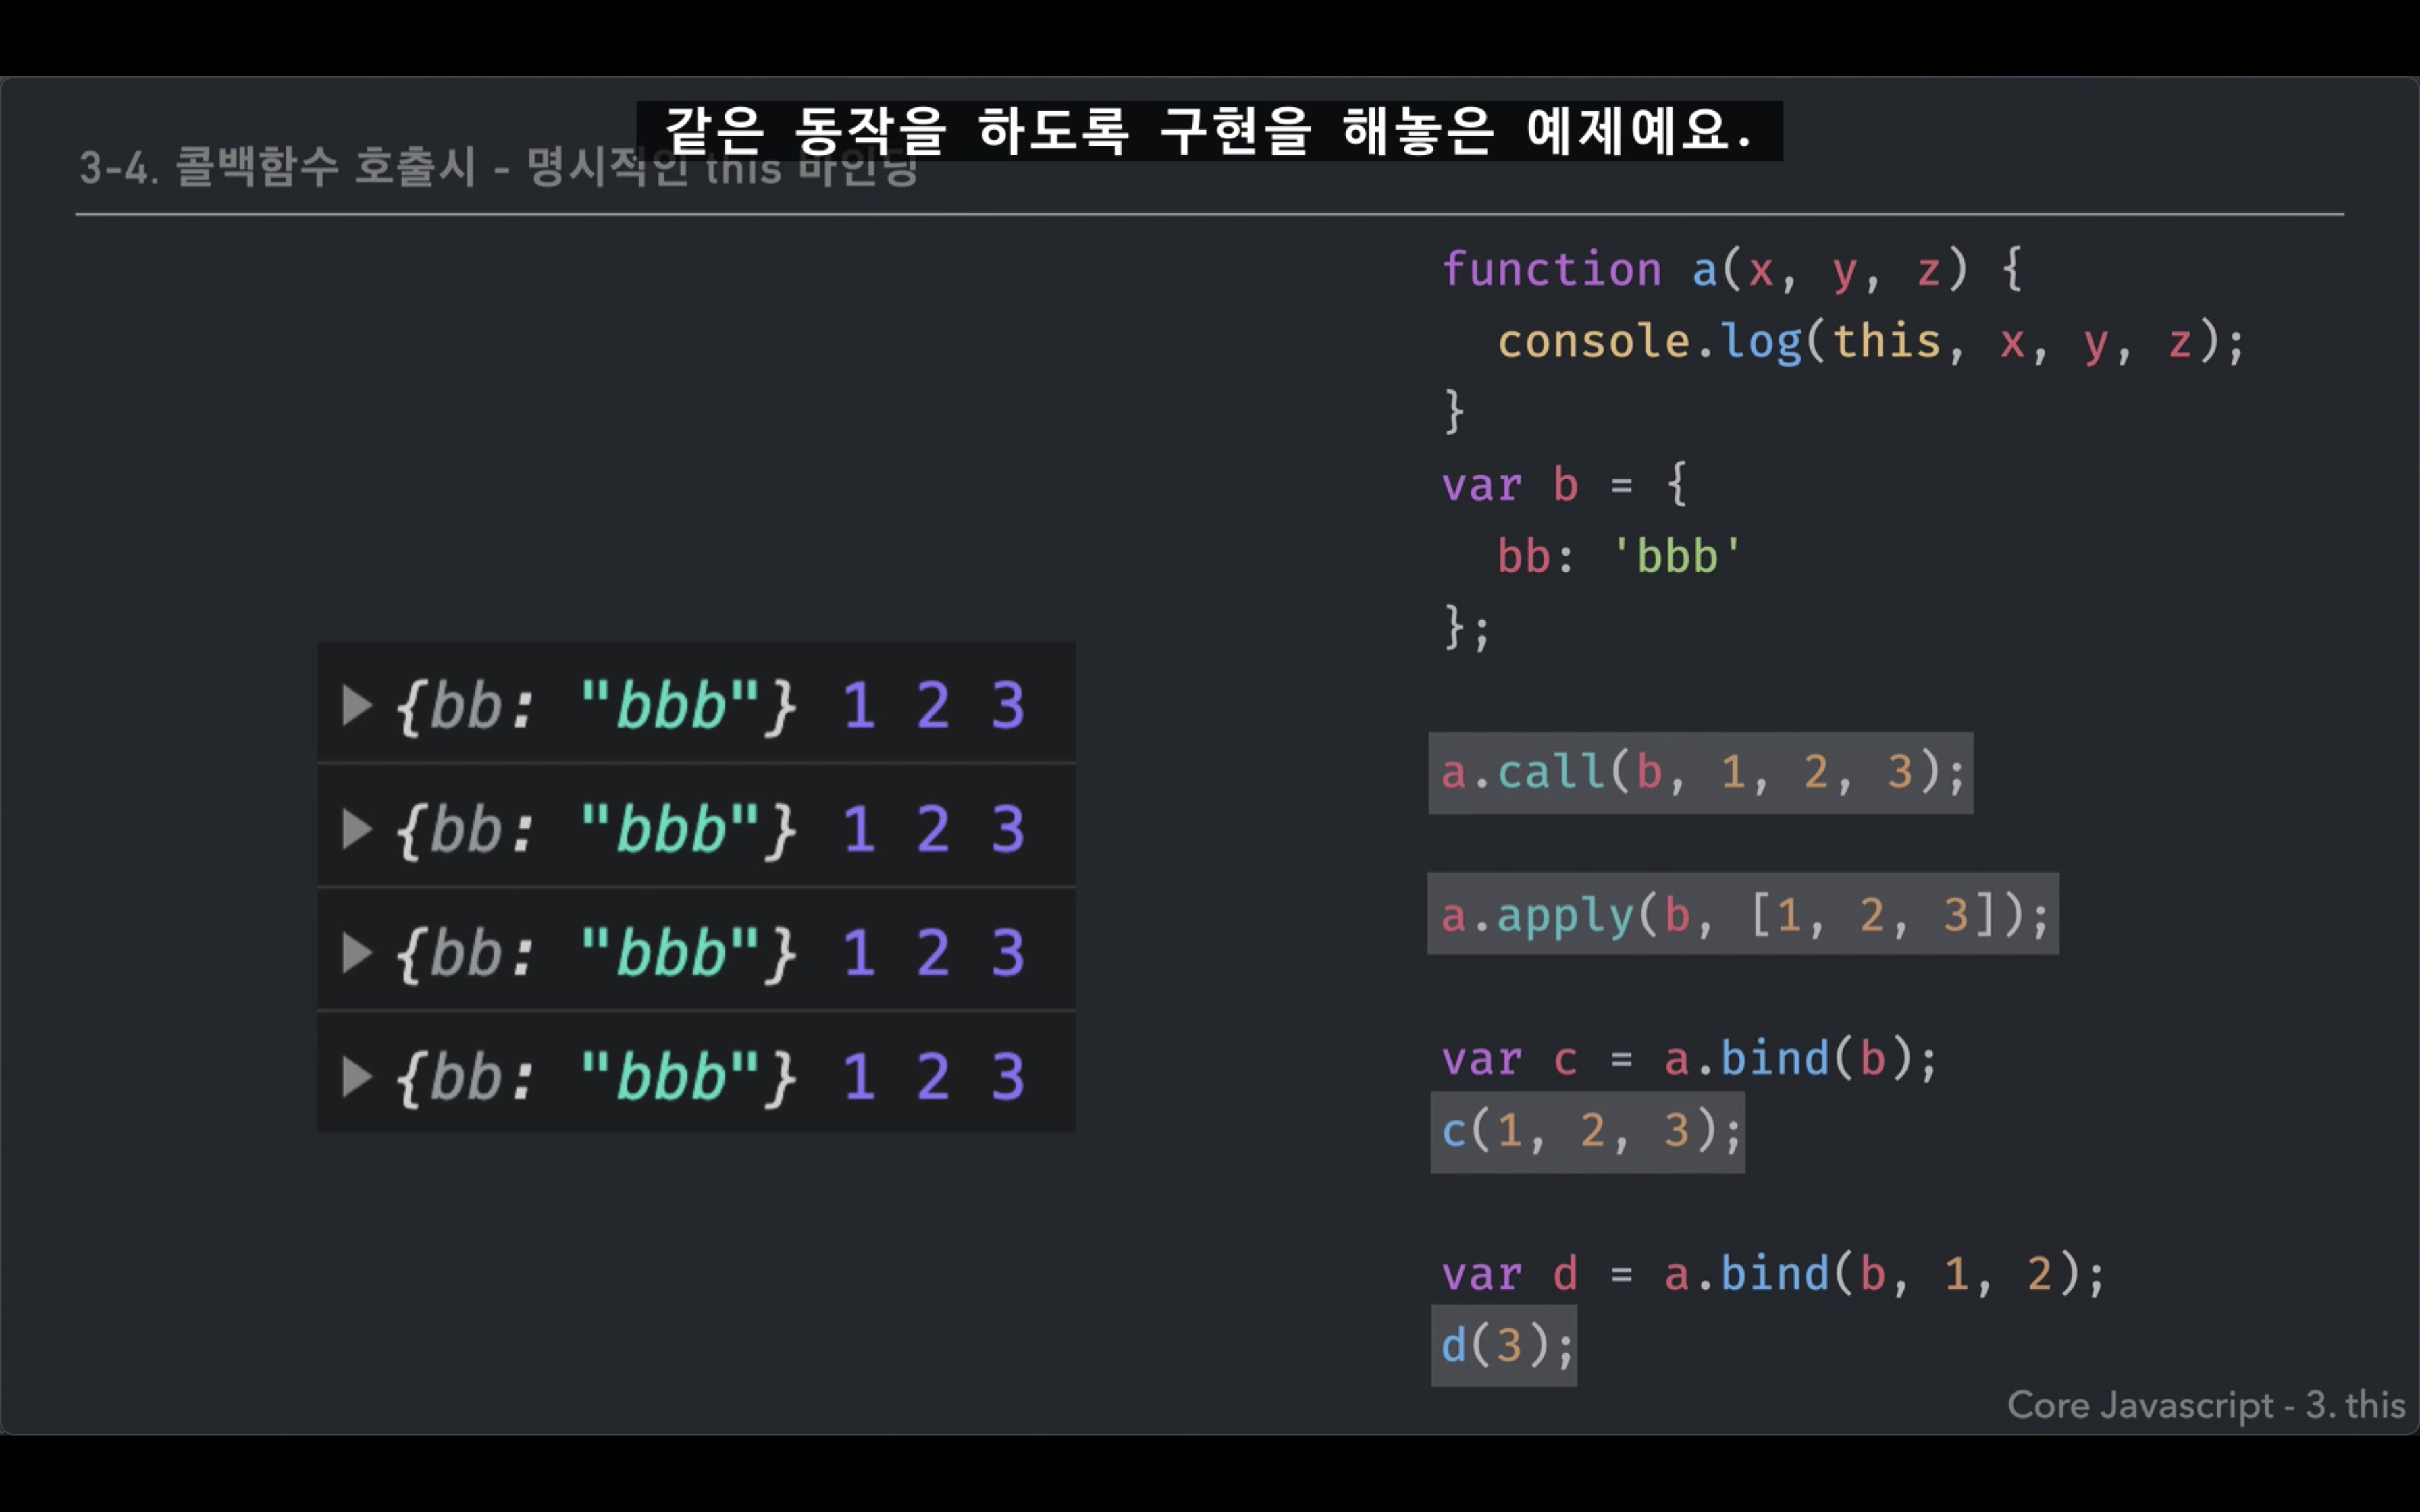 같은 동작을 하도록 구현을 해놓은 예제예요.
3-4. 콜백함수 호출시 - 명시적인 this 바인딩
{bb: "bbb"} 1 2 3
{bb: "bbb"} 1 2 3
{bb: "bbb"} 1 2 3
{bb: "bbb"} 1 2 3
function a(x, y, z) {
  console.log(this, x, y, z);
}
var b = {
  bb: 'bbb'
};
a.call(b, 1, 2, 3);
a.apply(b, [1, 2, 3]);
var c = a.bind(b);
c(1, 2, 3);
var d = a.bind(b, 1, 2);
d(3);
Core Javascript - 3. this